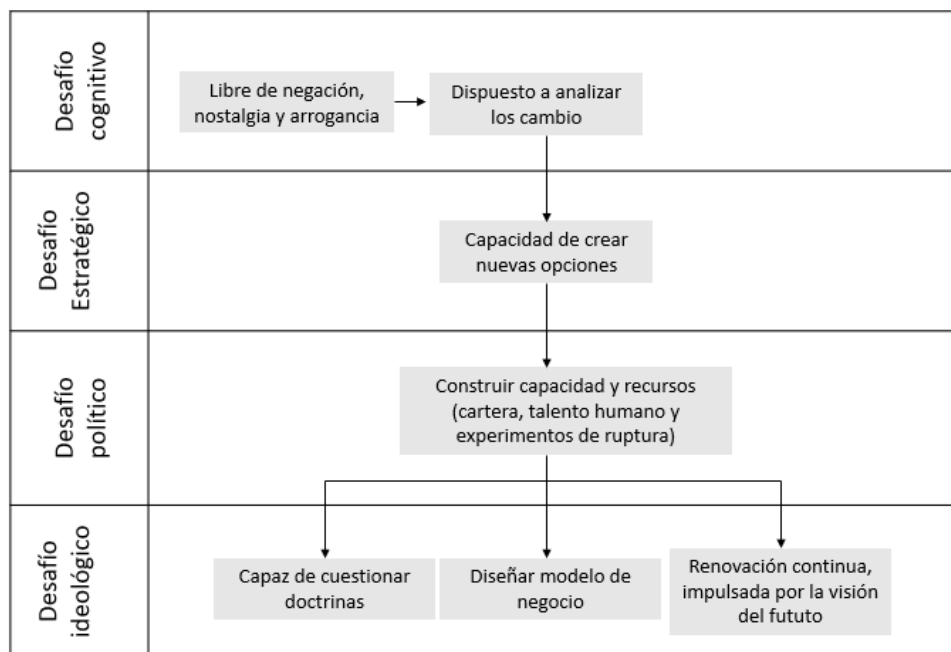 Desafío
cognitivo
Libre de negación,
nostalgia y arrogancia
Dispuesto a analizar
los cambio
Desafío
Estratégico
Capacidad de crear
nuevas opciones
Desafío
político
Construir capacidad y recursos
(cartera, talento humano y
experimentos de ruptura)
Desafío
ideológico
Capaz de cuestionar
doctrinas
Diseñar modelo de
negocio
Renovación continua,
impulsada por la visión
del fututo